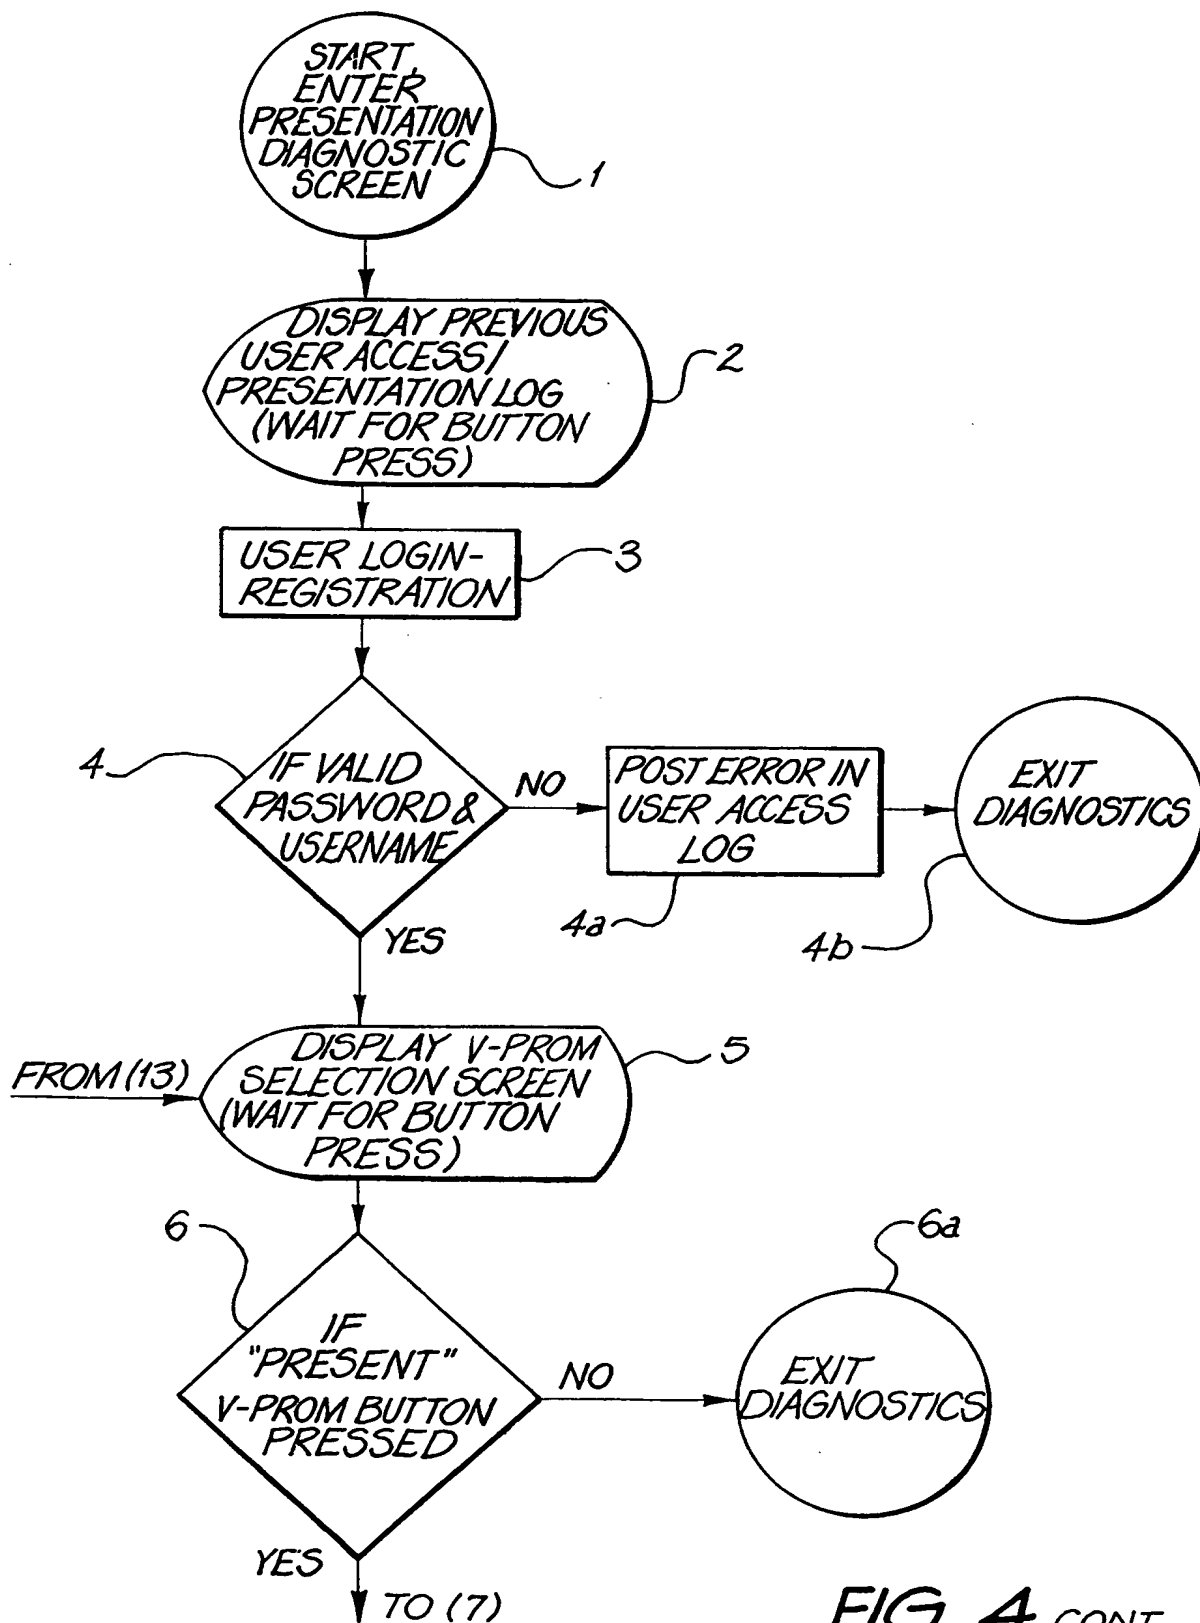 START,
ENTER
PRESENTATION
DIAGNOSTIC
SCREEN
1
DISPLAY PREVIOUS
USER ACCESS/
PRESENTATION LOG
(WAIT FOR BUTTON
PRESS)
2
USER LOGIN-
REGISTRATION
3
4
IF VALID
PASSWORD &
USERNAME
NO
POST ERROR IN
USER ACCESS
LOG
4a
EXIT
DIAGNOSTICS
4b
YES
FROM (13)
DISPLAY V-PROM
SELECTION SCREEN
(WAIT FOR BUTTON
PRESS)
5
6
IF
"PRESENT"
V-PROM BUTTON
PRESSED
NO
6a
EXIT
DIAGNOSTICS
YES
TO (7)
FIG. 4 CONT.